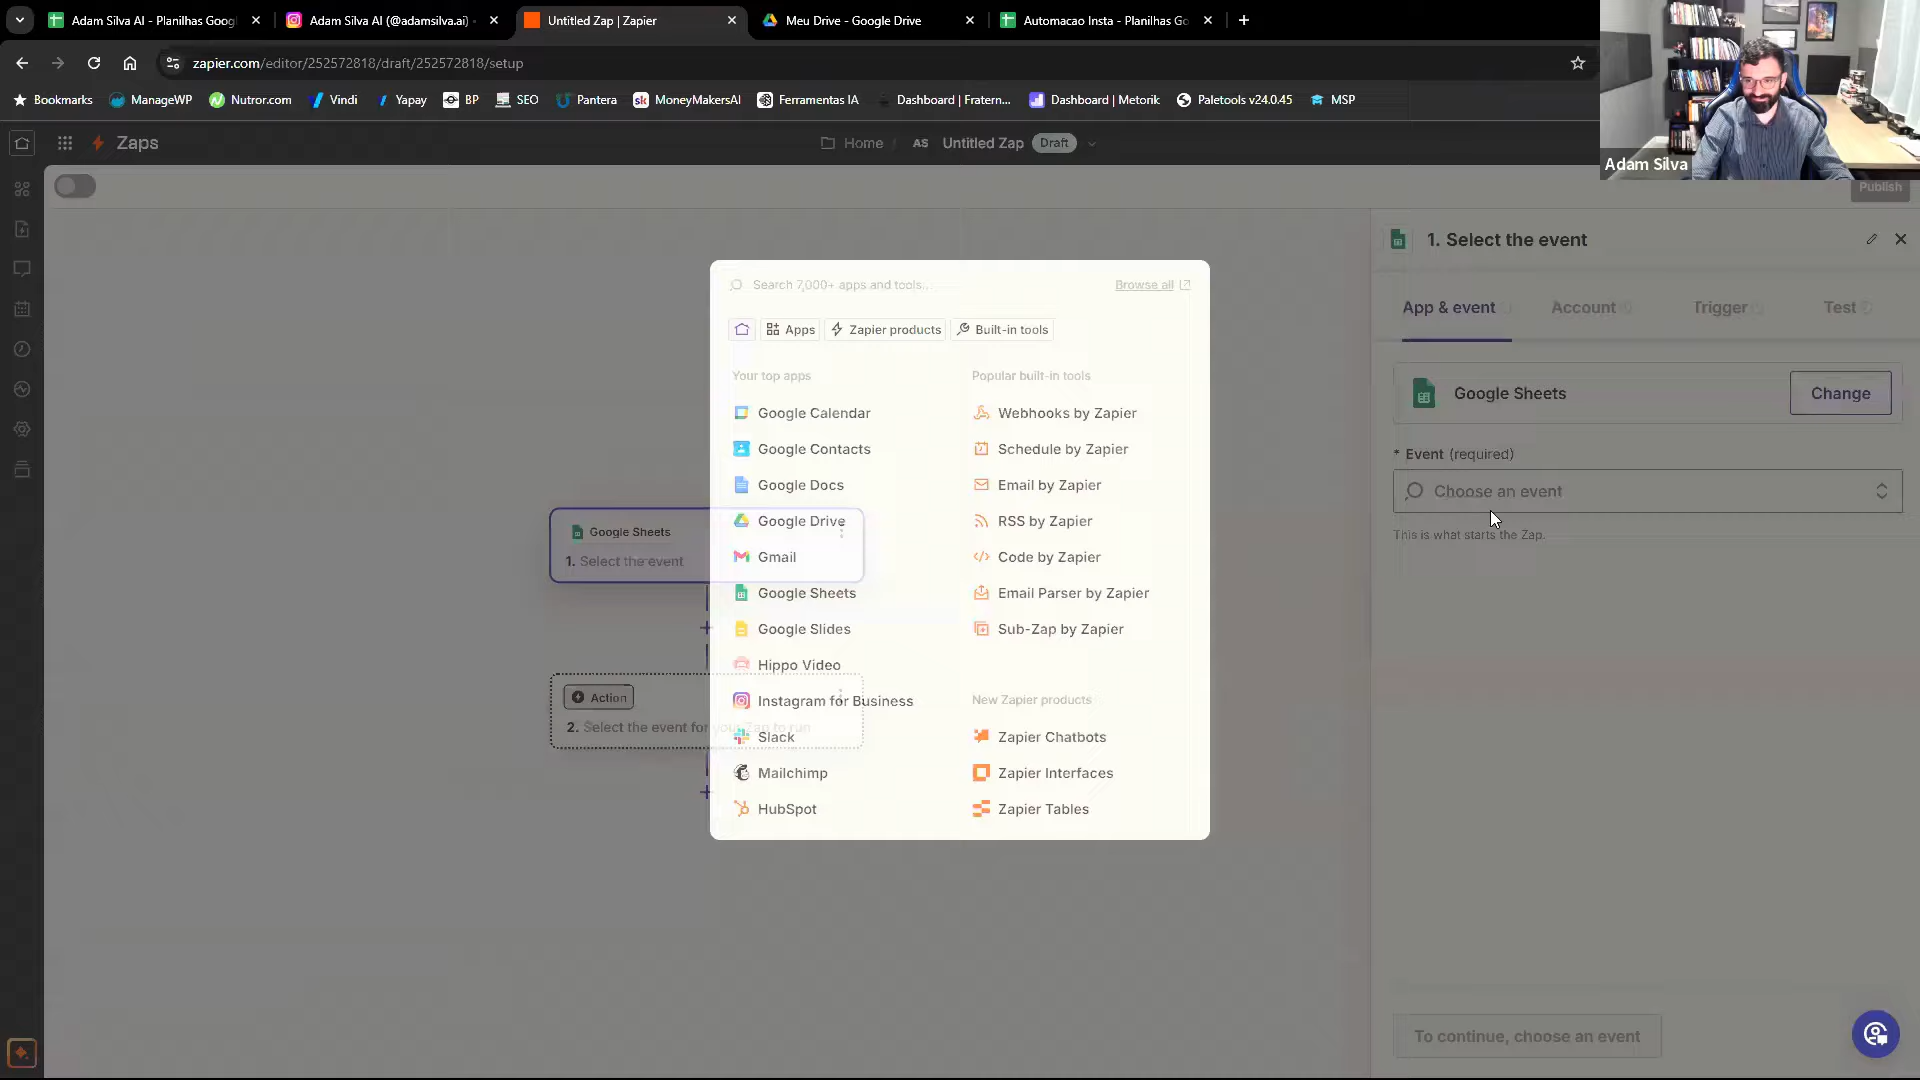 Adam Silva AI - Planilhas Goog
Adam Silva AI (@adamsilva.ai)
Untitled Zap | Zapier
Meu Drive - Google Drive
Automacao Insta - Planilhas Go
zapier.com/editor/252572818/draft/252572818/setup
Bookmarks
ManageWP
Nutror.com
Vindi
Yapay
BP
SEO
Pantera
MoneyMakersAI
Ferramentas IA
Dashboard | Fratern...
Dashboard | Metorik
Paletools v24.0.45
MSP
Adam Silva
Zaps
Home
AS
Untitled Zap
Draft
Publish
1. Select the event
App & event
Account
Trigger
Test
Google Sheets
Change
* Event (required)
Choose an event
This is what starts the Zap.
To continue, choose an event
Google Sheets
1. Select the event
Action
2. Select the event for your Zap to run
Search 7,000+ apps and tools...
Browse all
Apps
Zapier products
Built-in tools
Your top apps
Google Calendar
Google Contacts
Google Docs
Google Drive
Gmail
Google Sheets
Google Slides
Hippo Video
Instagram for Business
Slack
Mailchimp
HubSpot
Popular built-in tools
Webhooks by Zapier
Schedule by Zapier
Email by Zapier
RSS by Zapier
Code by Zapier
Email Parser by Zapier
Sub-Zap by Zapier
New Zapier products
Zapier Chatbots
Zapier Interfaces
Zapier Tables